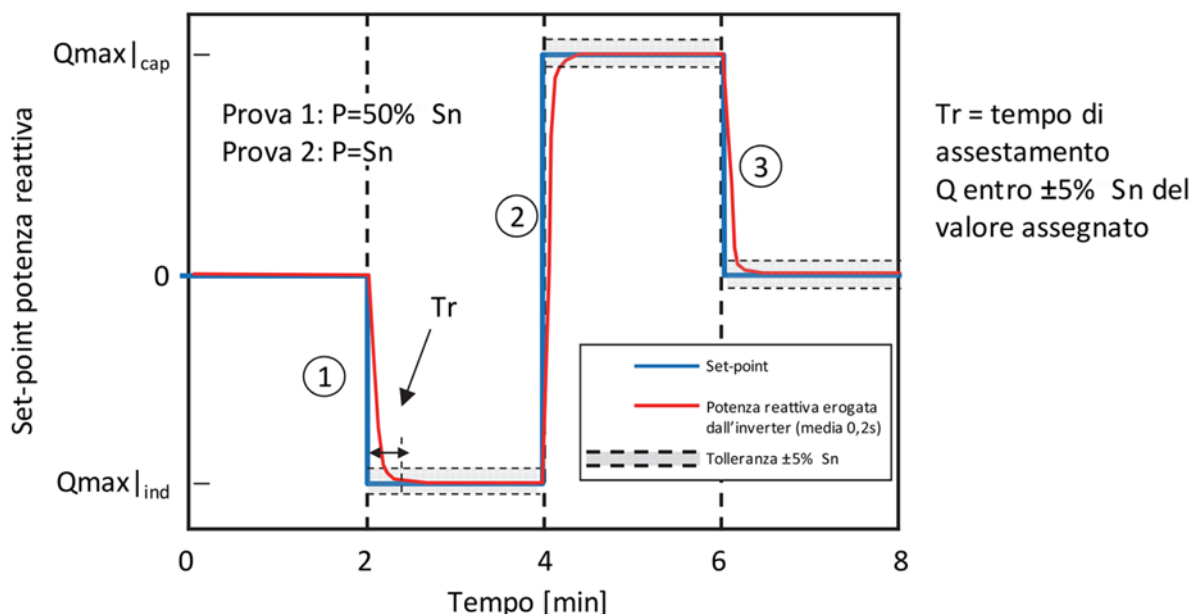 Qmax|cap
Prova 1: P=50% Sn
Prova 2: P=Sn
Tr = tempo di
assestamento
Q entro ±5% Sn del
valore assegnato
Set-point potenza reattiva
0
Tr
1
2
3
Set-point
Potenza reattiva erogata
dall'inverter (media 0,2s)
Tolleranza ±5% Sn
Qmax|ind
0
2
4
6
8
Tempo [min]